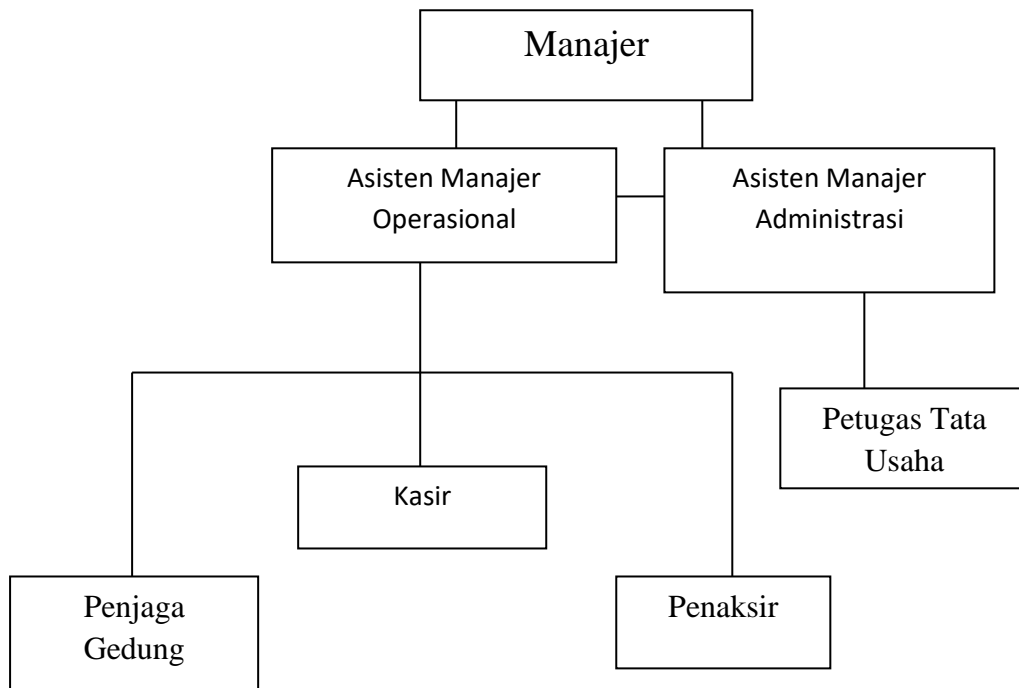 Manajer
Asisten Manajer
Operasional
Asisten Manajer
Administrasi
Petugas Tata
Usaha
Kasir
Penjaga
Gedung
Penaksir